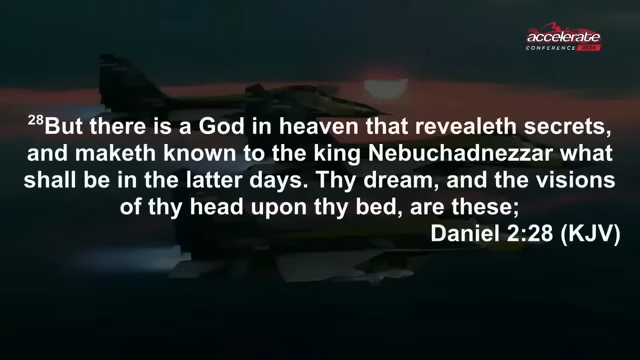 accelerate
CONFERENCE 2024
28But there is a God in heaven that revealeth secrets,
and maketh known to the king Nebuchadnezzar what
shall be in the latter days. Thy dream, and the visions
of thy head upon thy bed, are these;
Daniel 2:28 (KJV)